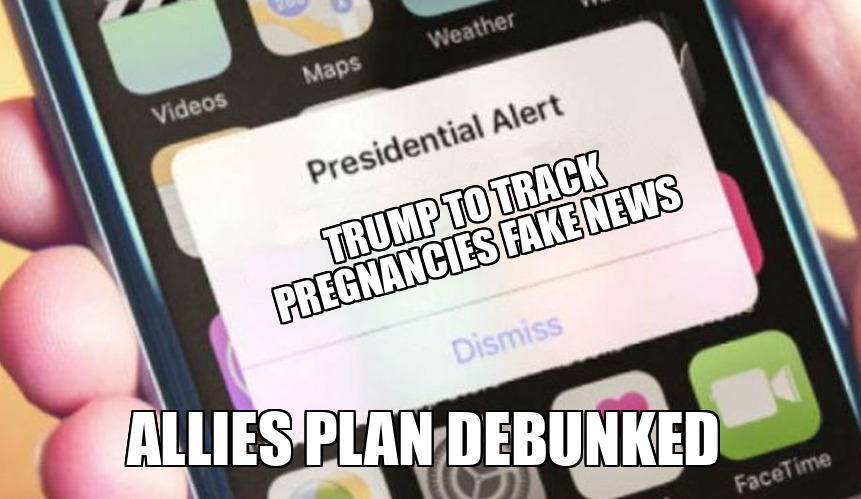 Videos
Maps
Weather
Presidential Alert
TRUMP TO TRACK
PREGNANCIES FAKE NEWS
Dismiss
ALLIES PLAN DEBUNKED
FaceTime